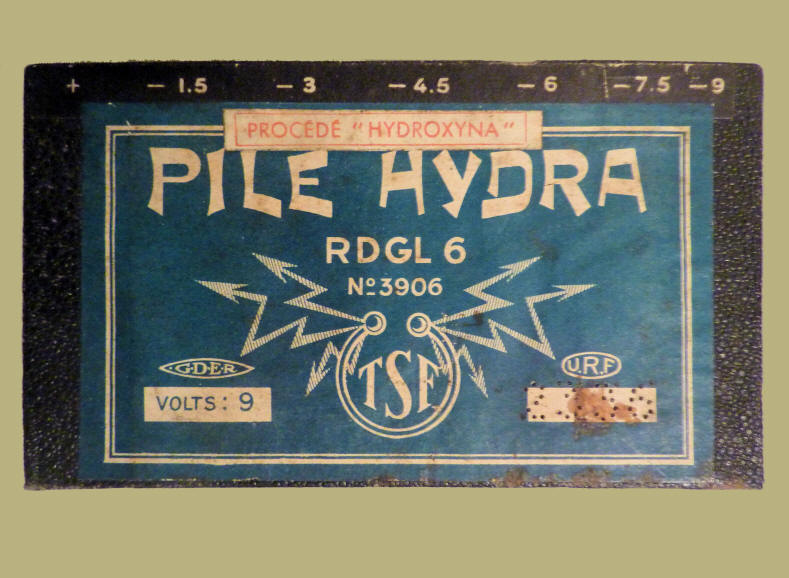 + −1.5 −3 −4.5 −6 −7.5 −9
PROCÉDÉ "HYDROXYNA"
PILE HYDRA
RDGL 6
Nº 3906
TSF
G·D·E·R
U.R.F
VOLTS : 9